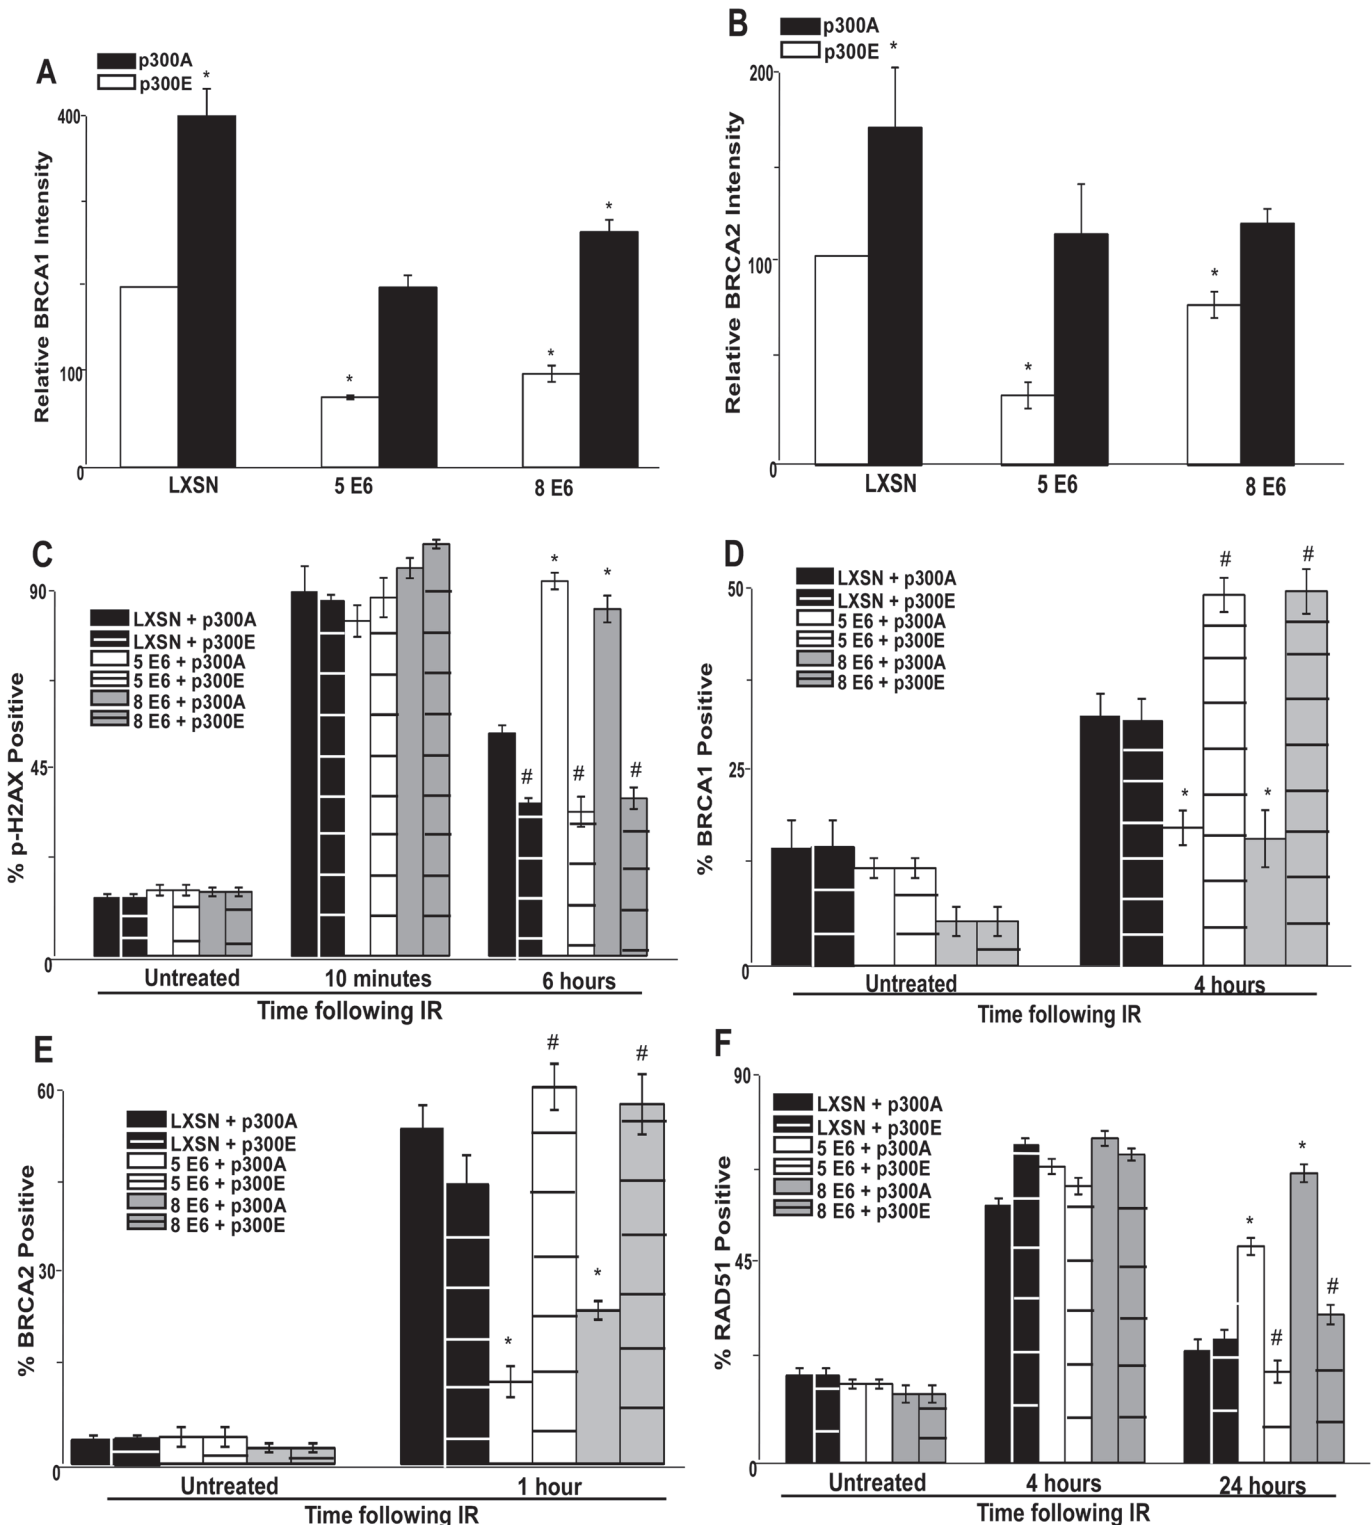 A
p300A
p300E
*
400
100
0
Relative BRCA1 Intensity
*
*
*
LXSN
5 E6
8 E6
B
p300A
p300E
*
200
100
0
Relative BRCA2 Intensity
*
*
LXSN
5 E6
8 E6
C
90
45
0
% p-H2AX Positive
LXSN + p300A
LXSN + p300E
5 E6 + p300A
5 E6 + p300E
8 E6 + p300A
8 E6 + p300E
*
*
#
#
#
Untreated
10 minutes
6 hours
Time following IR
D
50
25
0
% BRCA1 Positive
LXSN + p300A
LXSN + p300E
5 E6 + p300A
5 E6 + p300E
8 E6 + p300A
8 E6 + p300E
#
#
*
*
Untreated
4 hours
Time following IR
E
60
30
0
% BRCA2 Positive
LXSN + p300A
LXSN + p300E
5 E6 + p300A
5 E6 + p300E
8 E6 + p300A
8 E6 + p300E
#
#
*
*
Untreated
1 hour
Time following IR
F
90
45
0
% RAD51 Positive
LXSN + p300A
LXSN + p300E
5 E6 + p300A
5 E6 + p300E
8 E6 + p300A
8 E6 + p300E
*
*
#
#
Untreated
4 hours
24 hours
Time following IR